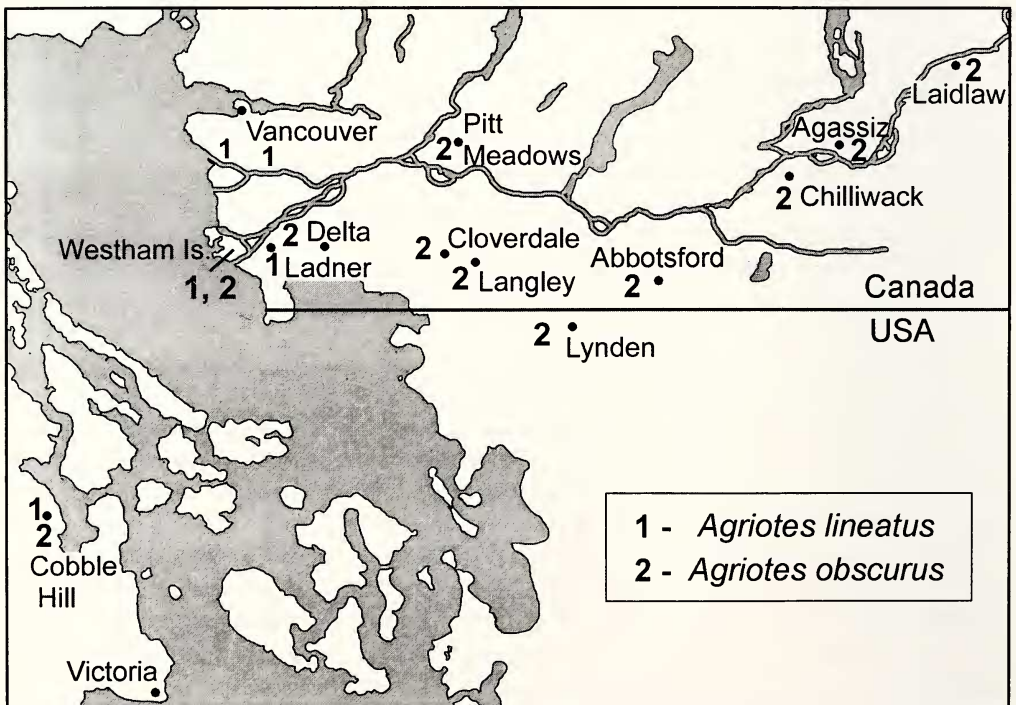 2
Laidlaw
Vancouver
1 1
Pitt
2 Meadows
Agassiz
2
2 Chilliwack
Westham Is.
1, 2
2 Delta
1 Ladner
2 Cloverdale
2 Langley
Abbotsford
2
Canada
USA
2 Lynden
1
2
Cobble
Hill
Victoria
1 - Agriotes lineatus
2 - Agriotes obscurus